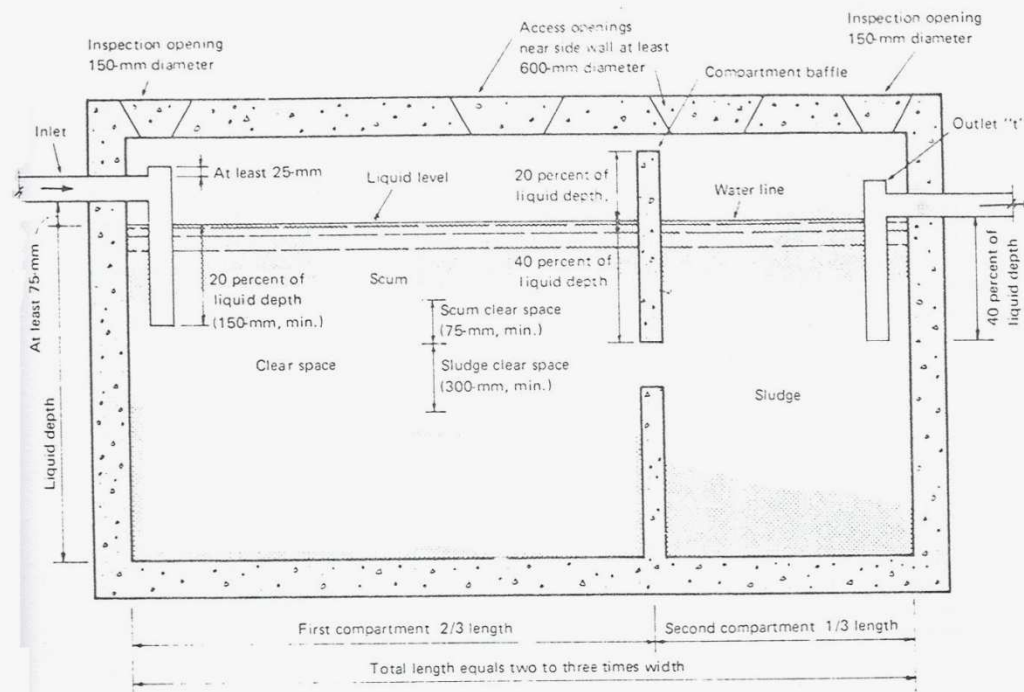 Inspection opening
150-mm diameter
Access openings
near side wall at least
600-mm diameter
Inspection opening
150-mm diameter
Compartment baffle
Inlet
Outlet "t"
At least 25-mm
Liquid level
20 percent of
liquid depth.
Water line
At least 75-mm
20 percent of
liquid depth
(150-mm, min.)
Scum
40 percent of
liquid depth
40 percent of
liquid depth
Scum clear space
(75-mm, min.)
Clear space
Sludge clear space
(300-mm, min.)
Sludge
Liquid depth
First compartment 2/3 length
Second compartment 1/3 length
Total length equals two to three times width